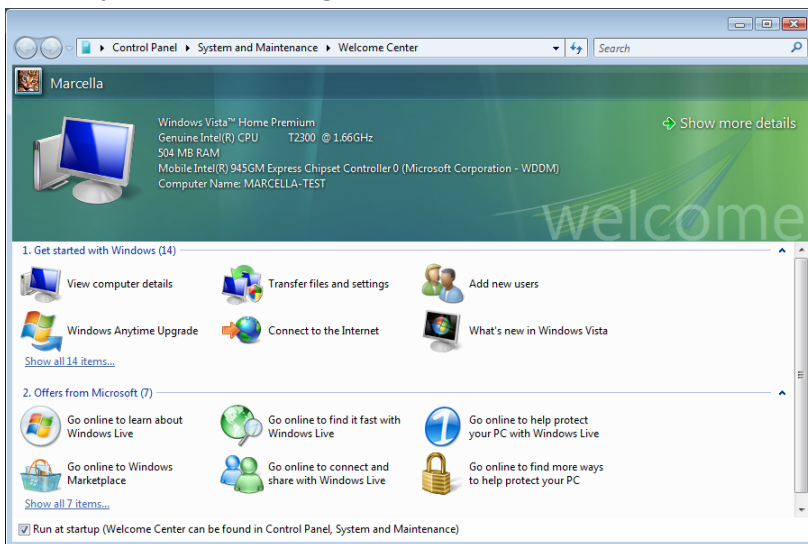 Control Panel ▸ System and Maintenance ▸ Welcome Center
Search
Marcella
Windows Vista™ Home Premium
Genuine Intel(R) CPU T2300 @ 1.66GHz
504 MB RAM
Mobile Intel(R) 945GM Express Chipset Controller 0 (Microsoft Corporation - WDDM)
Computer Name: MARCELLA-TEST
Show more details
welcome
1. Get started with Windows (14)
View computer details
Transfer files and settings
Add new users
Windows Anytime Upgrade
Connect to the Internet
What's new in Windows Vista
Show all 14 items...
2. Offers from Microsoft (7)
Go online to learn about
Windows Live
Go online to find it fast with
Windows Live
Go online to help protect
your PC with Windows Live
Go online to Windows
Marketplace
Go online to connect and
share with Windows Live
Go online to find more ways
to help protect your PC
Show all 7 items...
Run at startup (Welcome Center can be found in Control Panel, System and Maintenance)